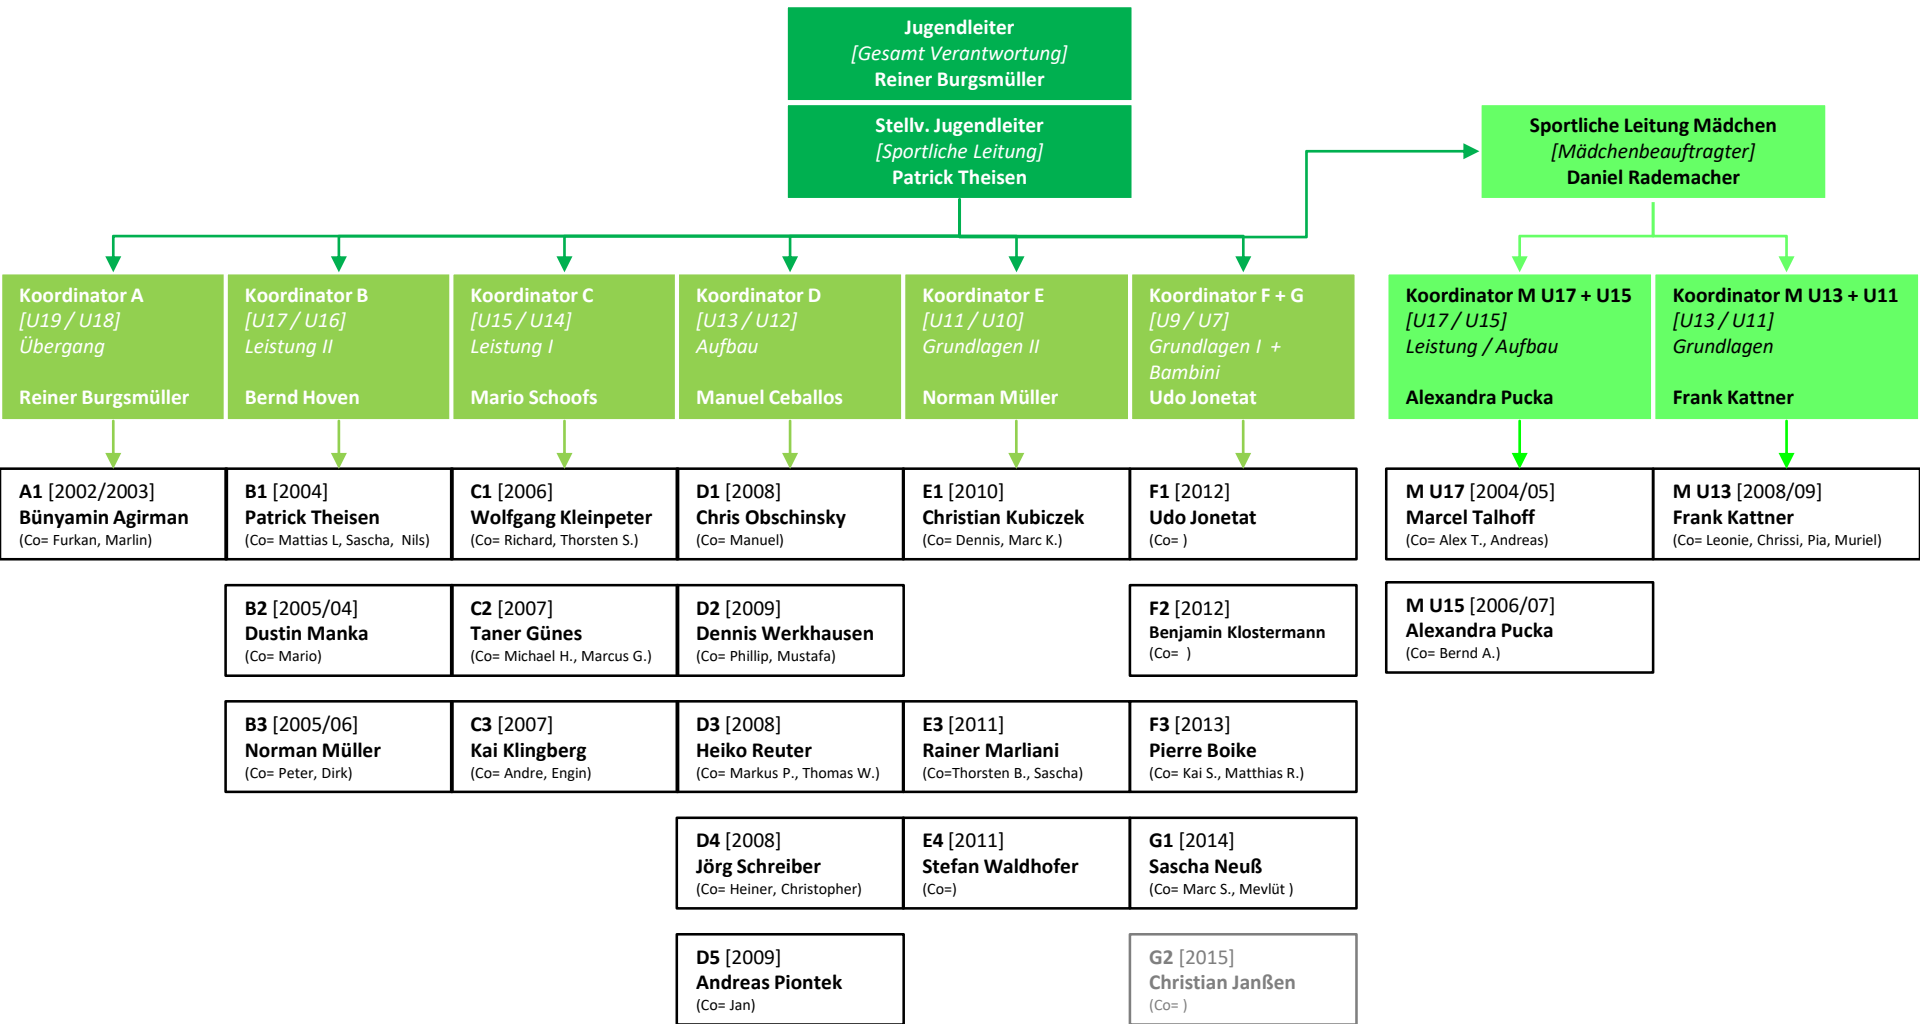 Jugendleiter
[Gesamt Verantwortung]
Reiner Burgsmüller
Stellv. Jugendleiter
[Sportliche Leitung]
Patrick Theisen
Sportliche Leitung Mädchen
[Mädchenbeauftragter]
Daniel Rademacher
Koordinator A
[U19 / U18]
Übergang
Reiner Burgsmüller
Koordinator B
[U17 / U16]
Leistung II
Bernd Hoven
Koordinator C
[U15 / U14]
Leistung I
Mario Schoofs
Koordinator D
[U13 / U12]
Aufbau
Manuel Ceballos
Koordinator E
[U11 / U10]
Grundlagen II
Norman Müller
Koordinator F + G
[U9 / U7]
Grundlagen I +
Bambini
Udo Jonetat
Koordinator M U17 + U15
[U17 / U15]
Leistung / Aufbau
Alexandra Pucka
Koordinator M U13 + U11
[U13 / U11]
Grundlagen
Frank Kattner
A1 [2002/2003]
Bünyamin Agirman
(Co= Furkan, Marlin)
B1 [2004]
Patrick Theisen
(Co= Mattias L, Sascha, Nils)
C1 [2006]
Wolfgang Kleinpeter
(Co= Richard, Thorsten S.)
D1 [2008]
Chris Obschinsky
(Co= Manuel)
E1 [2010]
Christian Kubiczek
(Co= Dennis, Marc K.)
F1 [2012]
Udo Jonetat
(Co= )
M U17 [2004/05]
Marcel Talhoff
(Co= Alex T., Andreas)
M U13 [2008/09]
Frank Kattner
(Co= Leonie, Chrissi, Pia, Muriel)
B2 [2005/04]
Dustin Manka
(Co= Mario)
C2 [2007]
Taner Günes
(Co= Michael H., Marcus G.)
D2 [2009]
Dennis Werkhausen
(Co= Phillip, Mustafa)
F2 [2012]
Benjamin Klostermann
(Co= )
M U15 [2006/07]
Alexandra Pucka
(Co= Bernd A.)
B3 [2005/06]
Norman Müller
(Co= Peter, Dirk)
C3 [2007]
Kai Klingberg
(Co= Andre, Engin)
D3 [2008]
Heiko Reuter
(Co= Markus P., Thomas W.)
E3 [2011]
Rainer Marliani
(Co=Thorsten B., Sascha)
F3 [2013]
Pierre Boike
(Co= Kai S., Matthias R.)
D4 [2008]
Jörg Schreiber
(Co= Heiner, Christopher)
E4 [2011]
Stefan Waldhofer
(Co=)
G1 [2014]
Sascha Neuß
(Co= Marc S., Mevlüt )
D5 [2009]
Andreas Piontek
(Co= Jan)
G2 [2015]
Christian Janßen
(Co= )